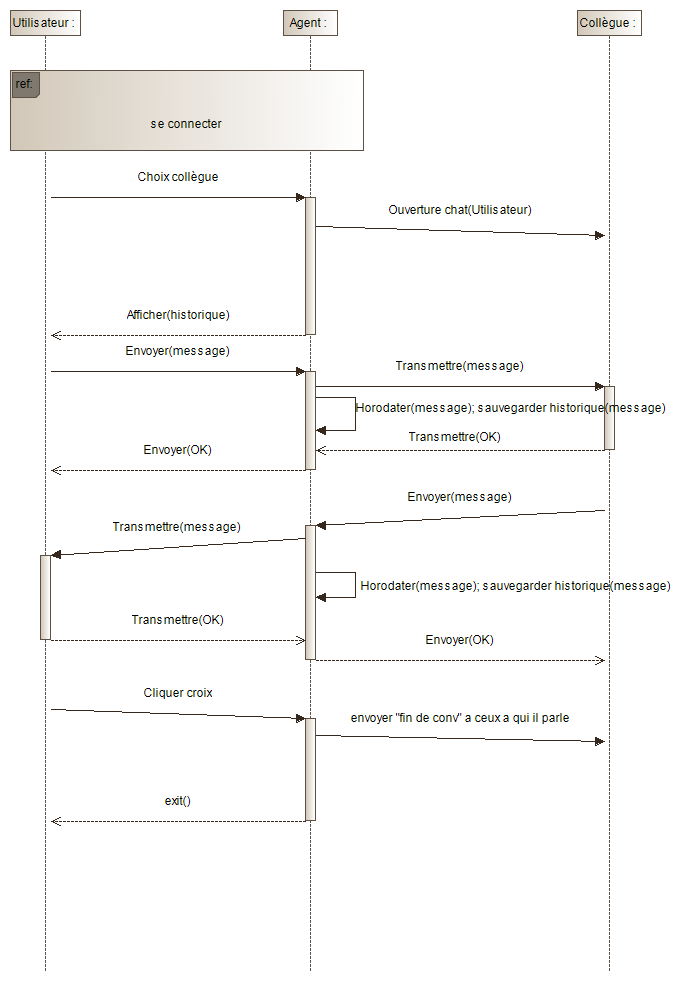 Utilisateur :
Agent :
Collègue :
ref:
se connecter
Choix collègue
Ouverture chat(Utilisateur)
Afficher(historique)
Envoyer(message)
Transmettre(message)
Horodater(message); sauvegarder historique(message)
Transmettre(OK)
Envoyer(OK)
Envoyer(message)
Transmettre(message)
Horodater(message); sauvegarder historique(message)
Transmettre(OK)
Envoyer(OK)
Cliquer croix
envoyer "fin de conv" a ceux a qui il parle
exit()